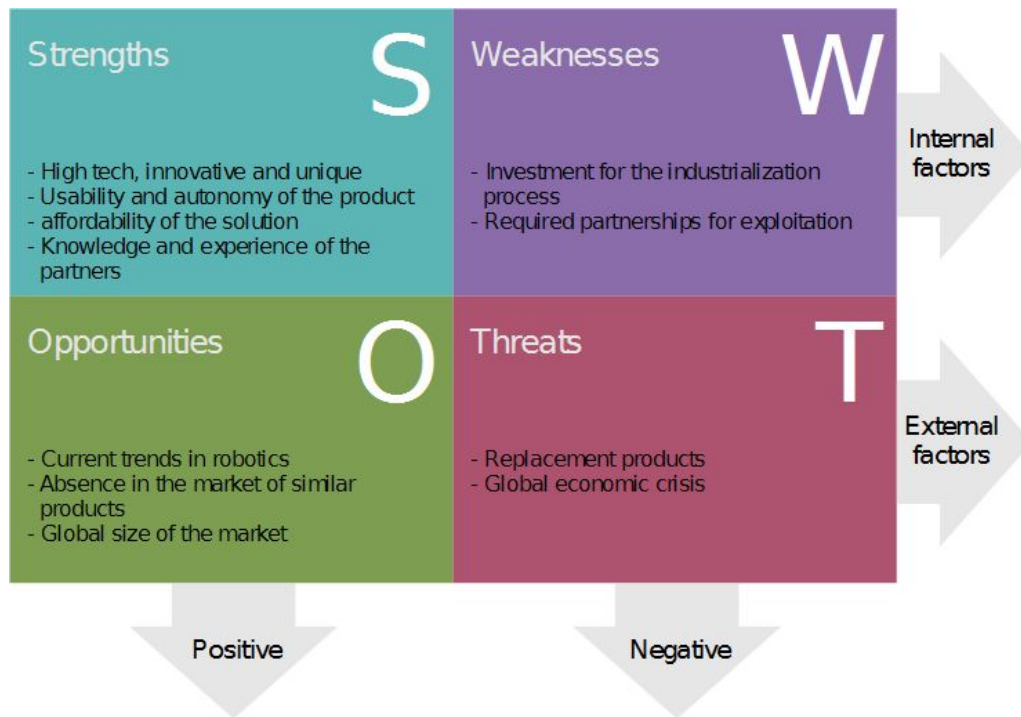 Strengths
S
- High tech, innovative and unique
- Usability and autonomy of the product
- affordability of the solution
- Knowledge and experience of the
partners
Weaknesses
W
- Investment for the industrialization
process
- Required partnerships for exploitation
Internal
factors
Opportunities
O
- Current trends in robotics
- Absence in the market of similar
products
- Global size of the market
Threats
T
- Replacement products
- Global economic crisis
External
factors
Positive
Negative